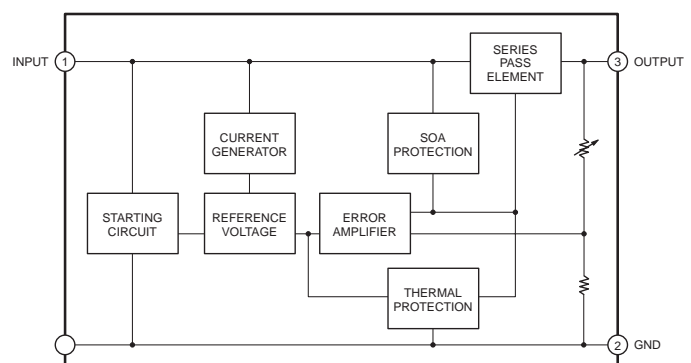 SERIES
PASS
ELEMENT
INPUT 1
3 OUTPUT
CURRENT
GENERATOR
SOA
PROTECTION
STARTING
CIRCUIT
REFERENCE
VOLTAGE
ERROR
AMPLIFIER
THERMAL
PROTECTION
2 GND